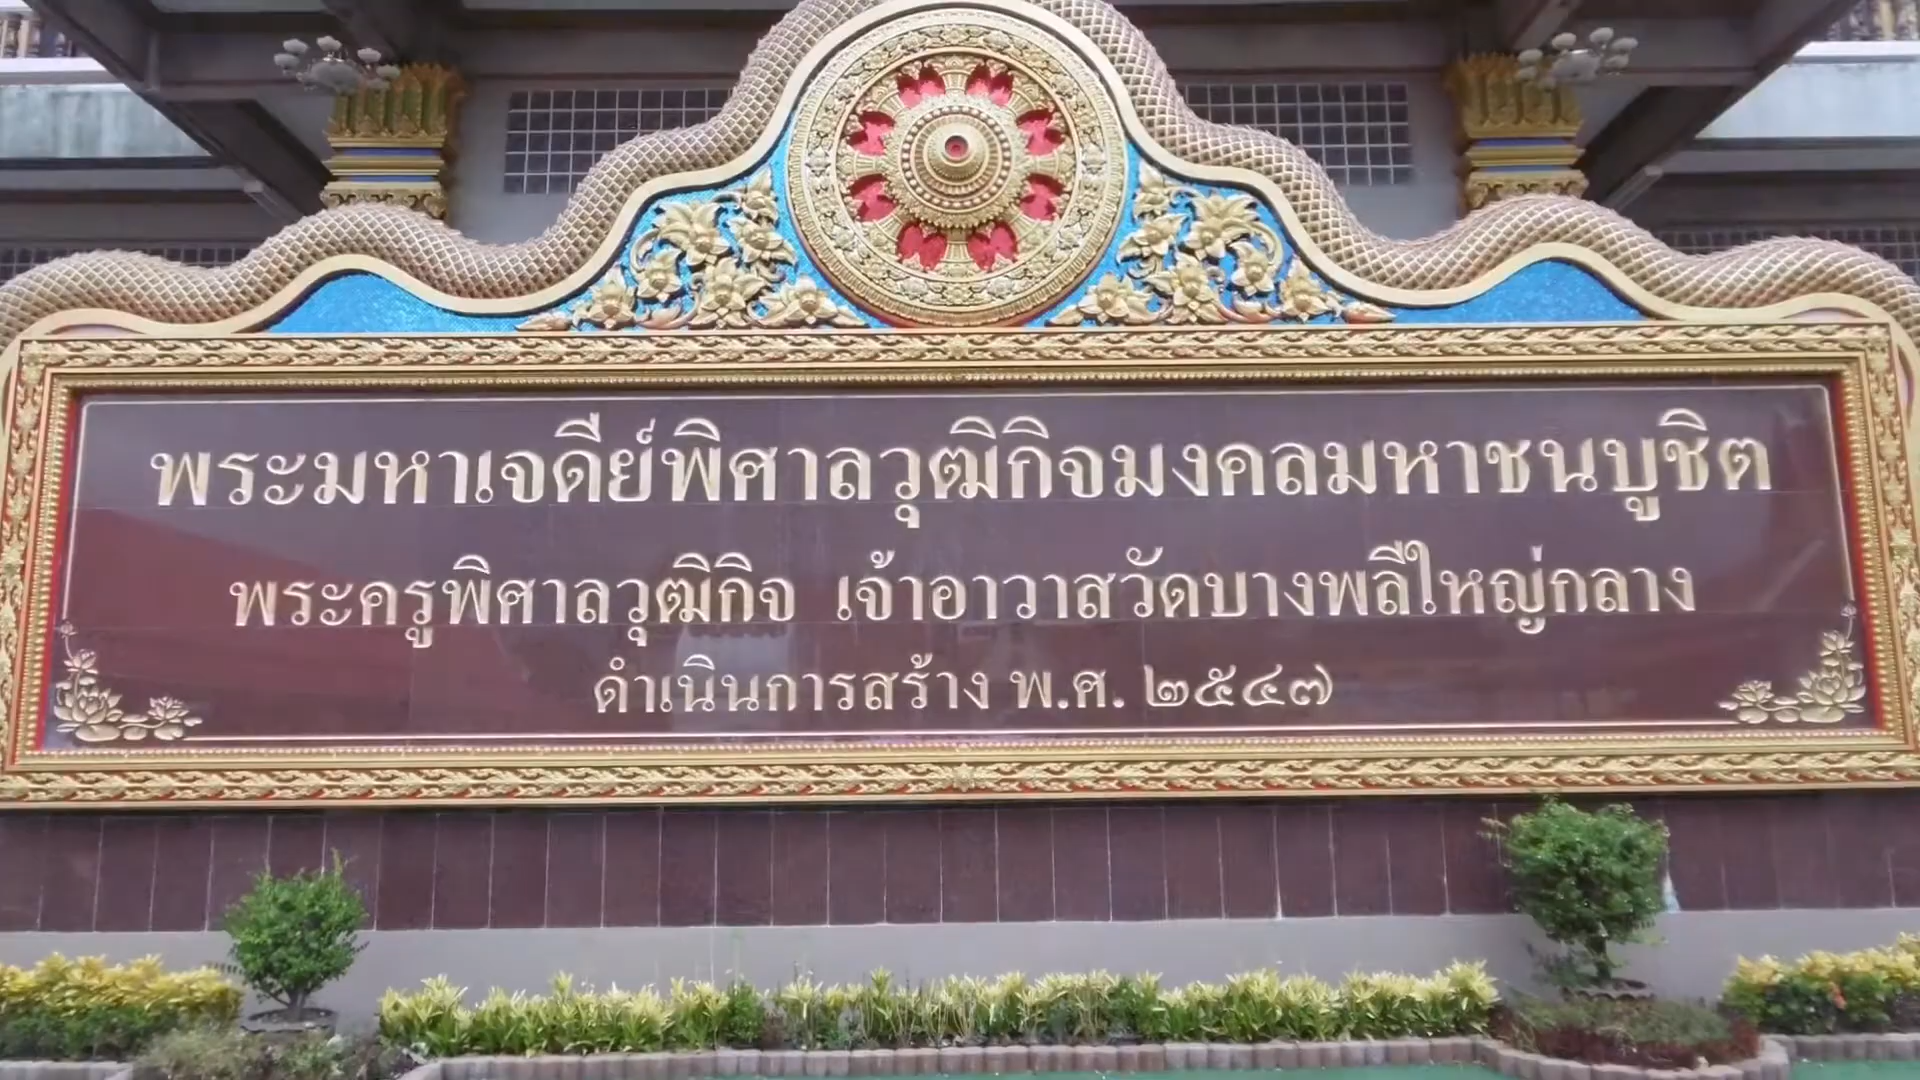 พระมหาเจดีย์พิศาลวุฒิกิจมงคลมหาชนบูชิต
พระครูพิศาลวุฒิกิจ เจ้าอาวาสวัดบางพลีใหญ่กลาง
ดำเนินการสร้าง พ.ศ. ๒๕๔๗